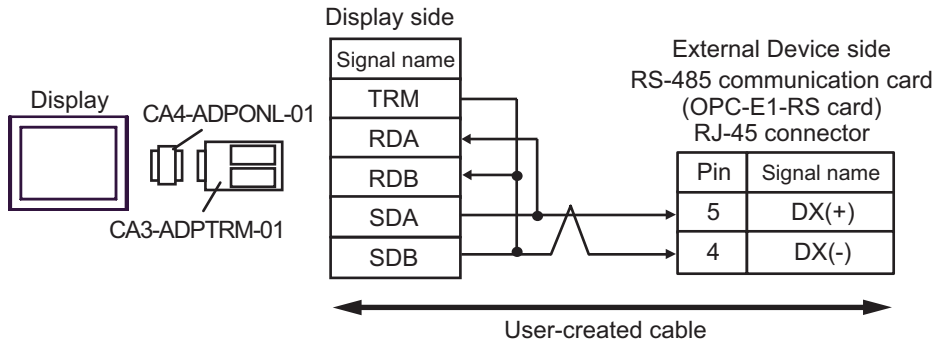 Display side
External Device side
RS-485 communication card
(OPC-E1-RS card)
RJ-45 connector
Display
CA4-ADPONL-01
CA3-ADPTRM-01
Signal name
TRM
RDA
RDB
SDA
SDB
Pin Signal name
5 DX(+)
4 DX(-)
User-created cable